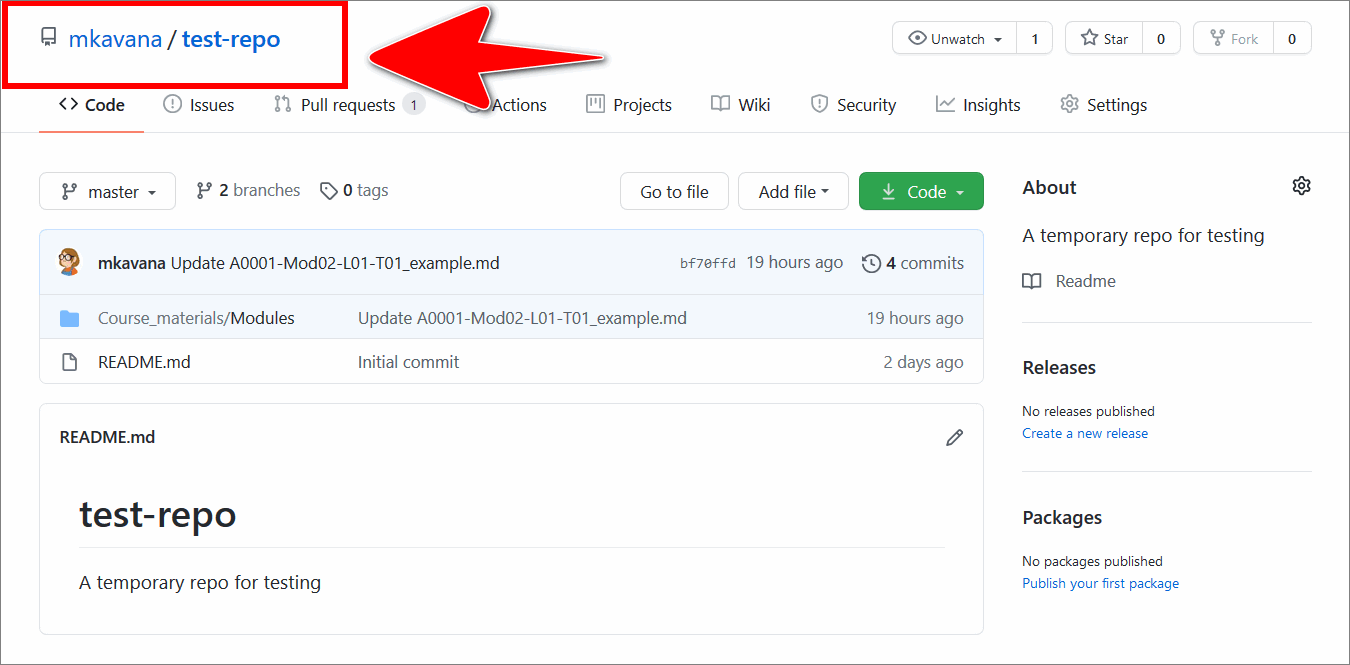 mkavana / test-repo
Unwatch 1 Star 0 Fork 0
Code Issues Pull requests 1 Actions Projects Wiki Security Insights Settings
master 2 branches 0 tags Go to file Add file Code
mkavana Update A0001-Mod02-L01-T01_example.md bf70ffd 19 hours ago 4 commits
Course_materials/Modules Update A0001-Mod02-L01-T01_example.md 19 hours ago
README.md Initial commit 2 days ago
README.md
test-repo
A temporary repo for testing
About
A temporary repo for testing
Readme
Releases
No releases published
Create a new release
Packages
No packages published
Publish your first package